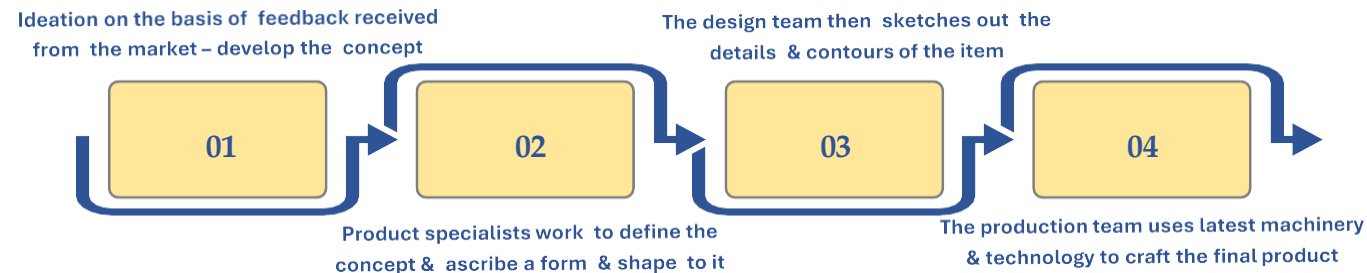 Ideation on the basis of feedback received
from the market – develop the concept
01
Product specialists work to define the
concept & ascribe a form & shape to it
02
The design team then sketches out the
details & contours of the item
03
The production team uses latest machinery
& technology to craft the final product
04